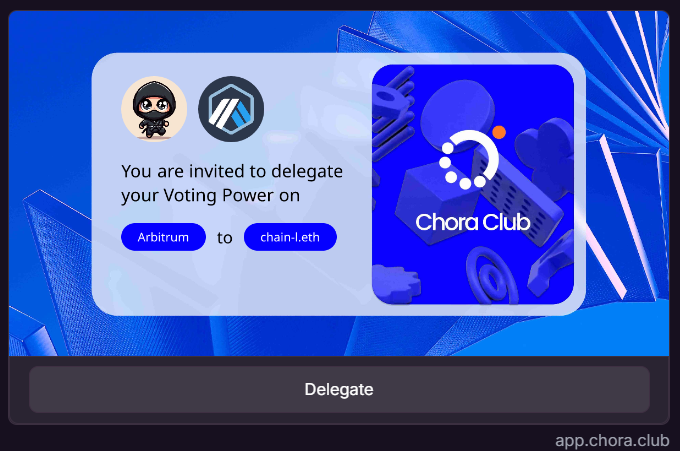 You are invited to delegate
your Voting Power on
Arbitrum to chain-l.eth
Chora Club
Delegate
app.chora.club